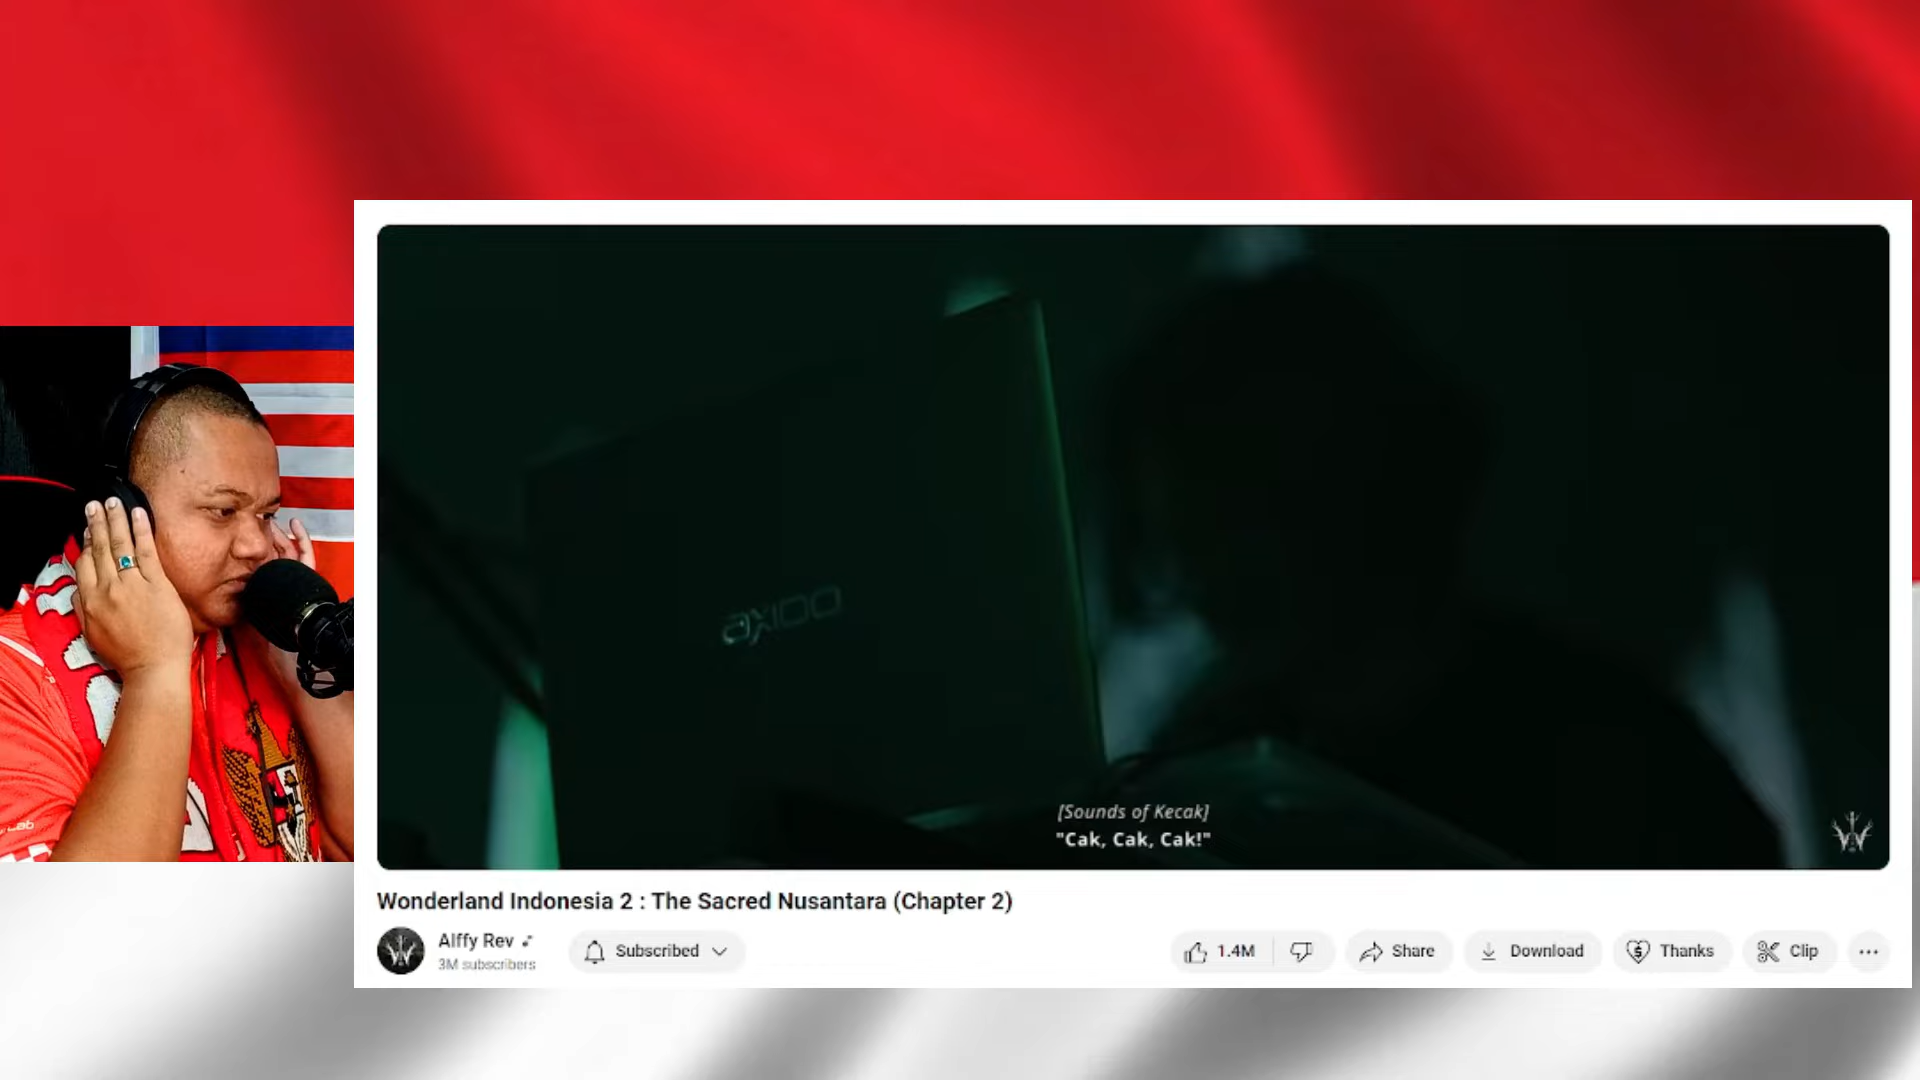 axioo
[Sounds of Kecak]
"Cak, Cak, Cak!"
Wonderland Indonesia 2 : The Sacred Nusantara (Chapter 2)
Alffy Rev
3M subscribers
Subscribed
1.4M
Share
Download
Thanks
Clip